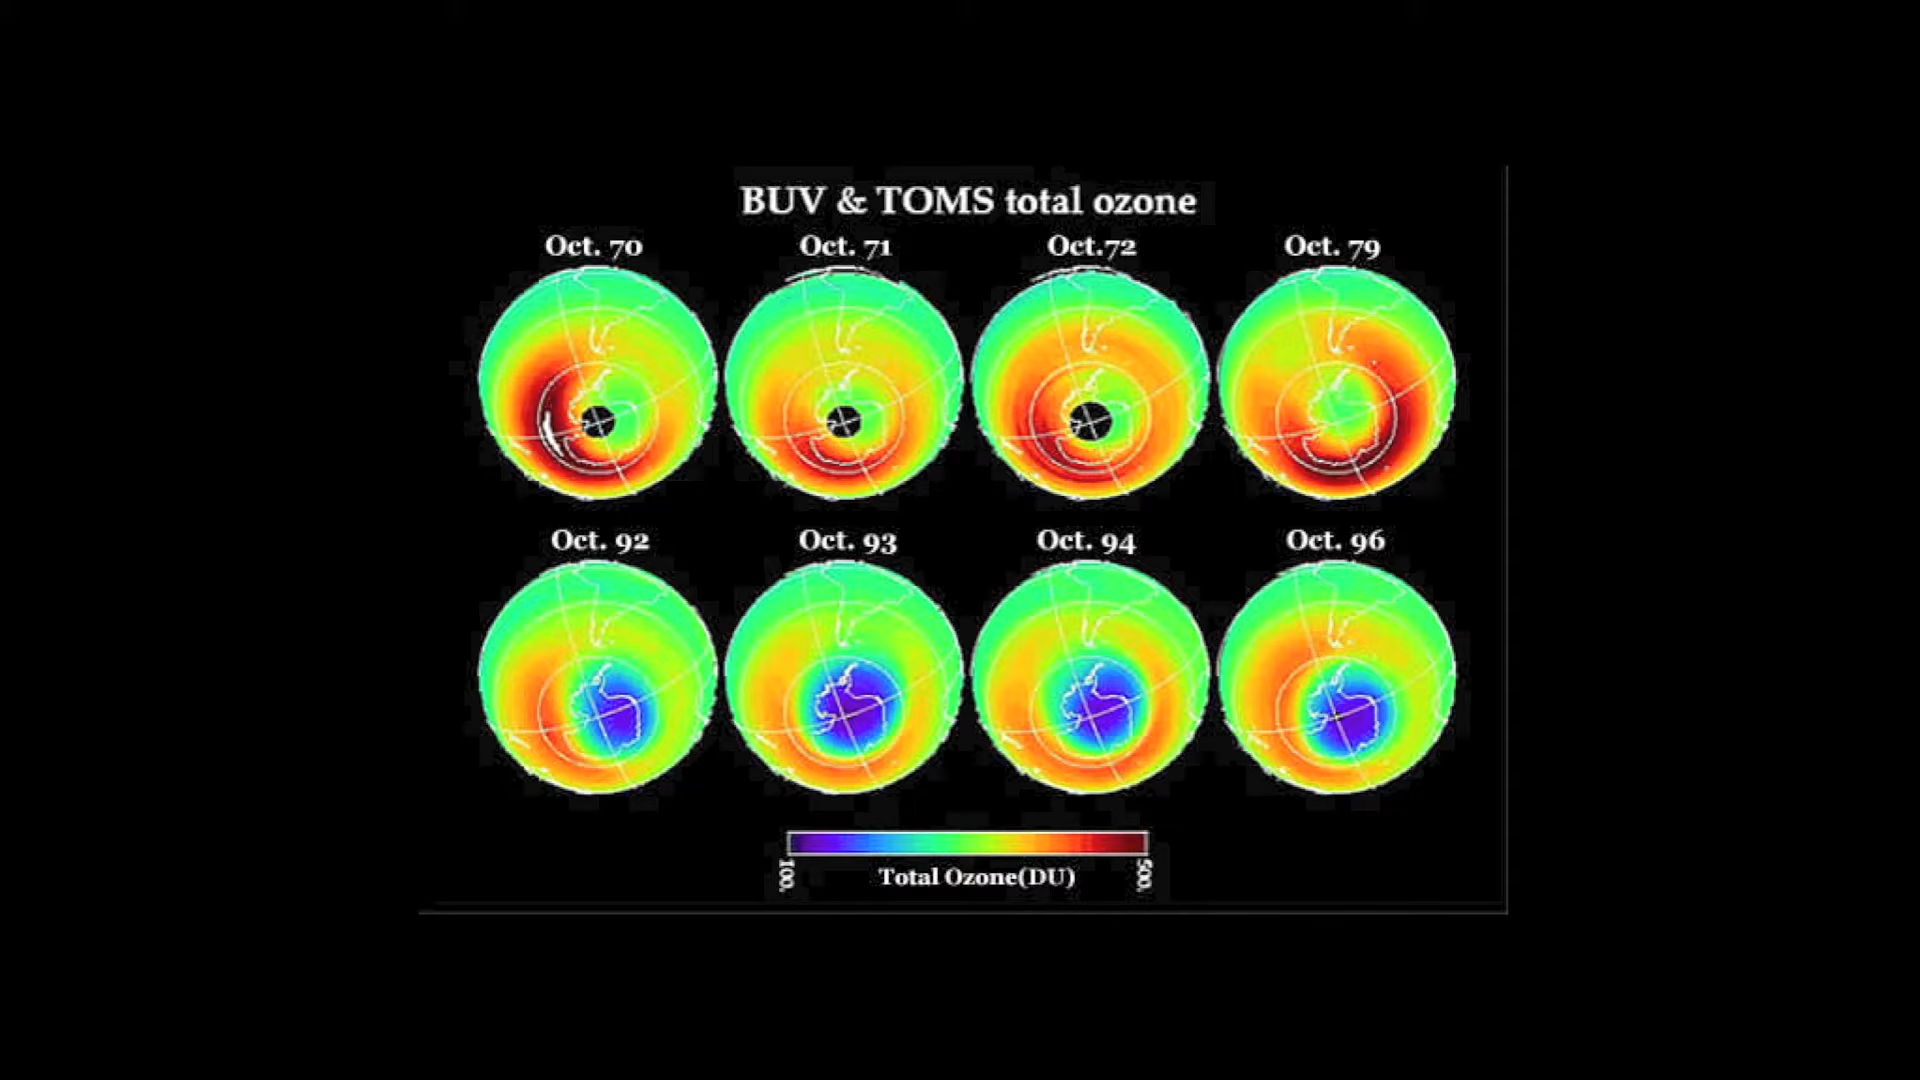 BUV & TOMS total ozone
Oct. 70 Oct. 71 Oct.72 Oct. 79
Oct. 92 Oct. 93 Oct. 94 Oct. 96
100. Total Ozone(DU) 500.